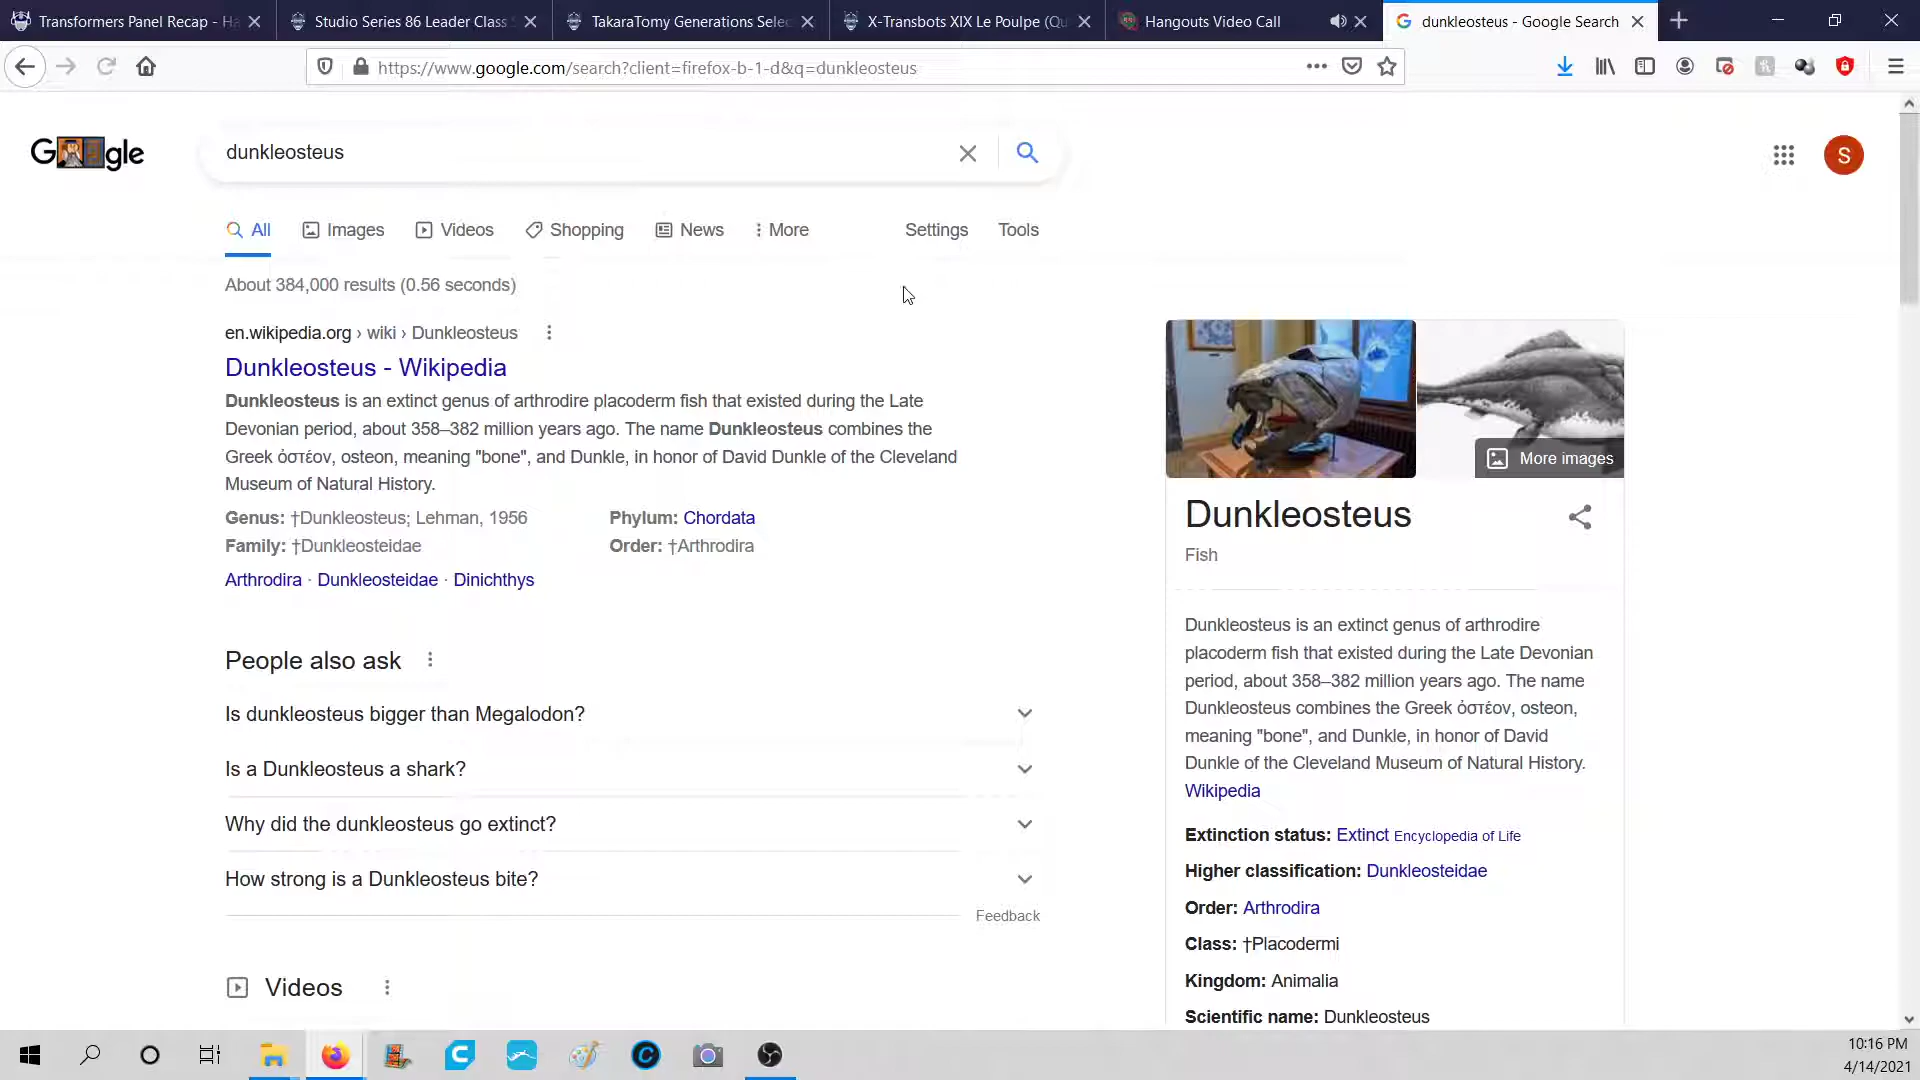 Transformers Panel Recap - Ha
Studio Series 86 Leader Class S
TakaraTomy Generations Selec
X-Transbots XIX Le Poulpe (Qu
Hangouts Video Call
dunkleosteus - Google Search
https://www.google.com/search?client=firefox-b-1-d&q=dunkleosteus
G gle
dunkleosteus
S
All
Images
Videos
Shopping
News
More
Settings
Tools
About 384,000 results (0.56 seconds)
en.wikipedia.org › wiki › Dunkleosteus
Dunkleosteus - Wikipedia
Dunkleosteus is an extinct genus of arthrodire placoderm fish that existed during the Late
Devonian period, about 358–382 million years ago. The name Dunkleosteus combines the
Greek ὀστέον, osteon, meaning "bone", and Dunkle, in honor of David Dunkle of the Cleveland
Museum of Natural History.
Genus: †Dunkleosteus; Lehman, 1956
Phylum: Chordata
Family: †Dunkleosteidae
Order: †Arthrodira
Arthrodira · Dunkleosteidae · Dinichthys
People also ask
Is dunkleosteus bigger than Megalodon?
Is a Dunkleosteus a shark?
Why did the dunkleosteus go extinct?
How strong is a Dunkleosteus bite?
Feedback
Videos
More images
Dunkleosteus
Fish
Dunkleosteus is an extinct genus of arthrodire
placoderm fish that existed during the Late Devonian
period, about 358–382 million years ago. The name
Dunkleosteus combines the Greek ὀστέον, osteon,
meaning "bone", and Dunkle, in honor of David
Dunkle of the Cleveland Museum of Natural History.
Wikipedia
Extinction status: Extinct Encyclopedia of Life
Higher classification: Dunkleosteidae
Order: Arthrodira
Class: †Placodermi
Kingdom: Animalia
Scientific name: Dunkleosteus
10:16 PM
4/14/2021